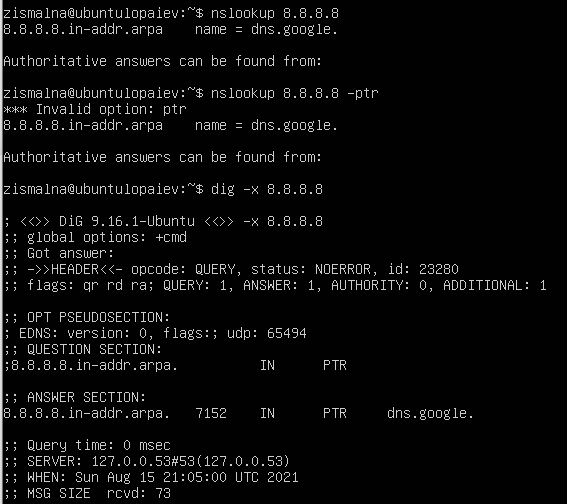 zismalna@ubuntulopaiev:~$ nslookup 8.8.8.8
8.8.8.8.in-addr.arpa    name = dns.google.

Authoritative answers can be found from:

zismalna@ubuntulopaiev:~$ nslookup 8.8.8.8 -ptr
*** Invalid option: ptr
8.8.8.8.in-addr.arpa    name = dns.google.

Authoritative answers can be found from:

zismalna@ubuntulopaiev:~$ dig -x 8.8.8.8

; <<>> DiG 9.16.1-Ubuntu <<>> -x 8.8.8.8
;; global options: +cmd
;; Got answer:
;; ->>HEADER<<- opcode: QUERY, status: NOERROR, id: 23280
;; flags: qr rd ra; QUERY: 1, ANSWER: 1, AUTHORITY: 0, ADDITIONAL: 1

;; OPT PSEUDOSECTION:
; EDNS: version: 0, flags:; udp: 65494
;; QUESTION SECTION:
;8.8.8.8.in-addr.arpa.          IN      PTR

;; ANSWER SECTION:
8.8.8.8.in-addr.arpa.   7152    IN      PTR     dns.google.

;; Query time: 0 msec
;; SERVER: 127.0.0.53#53(127.0.0.53)
;; WHEN: Sun Aug 15 21:05:00 UTC 2021
;; MSG SIZE  rcvd: 73